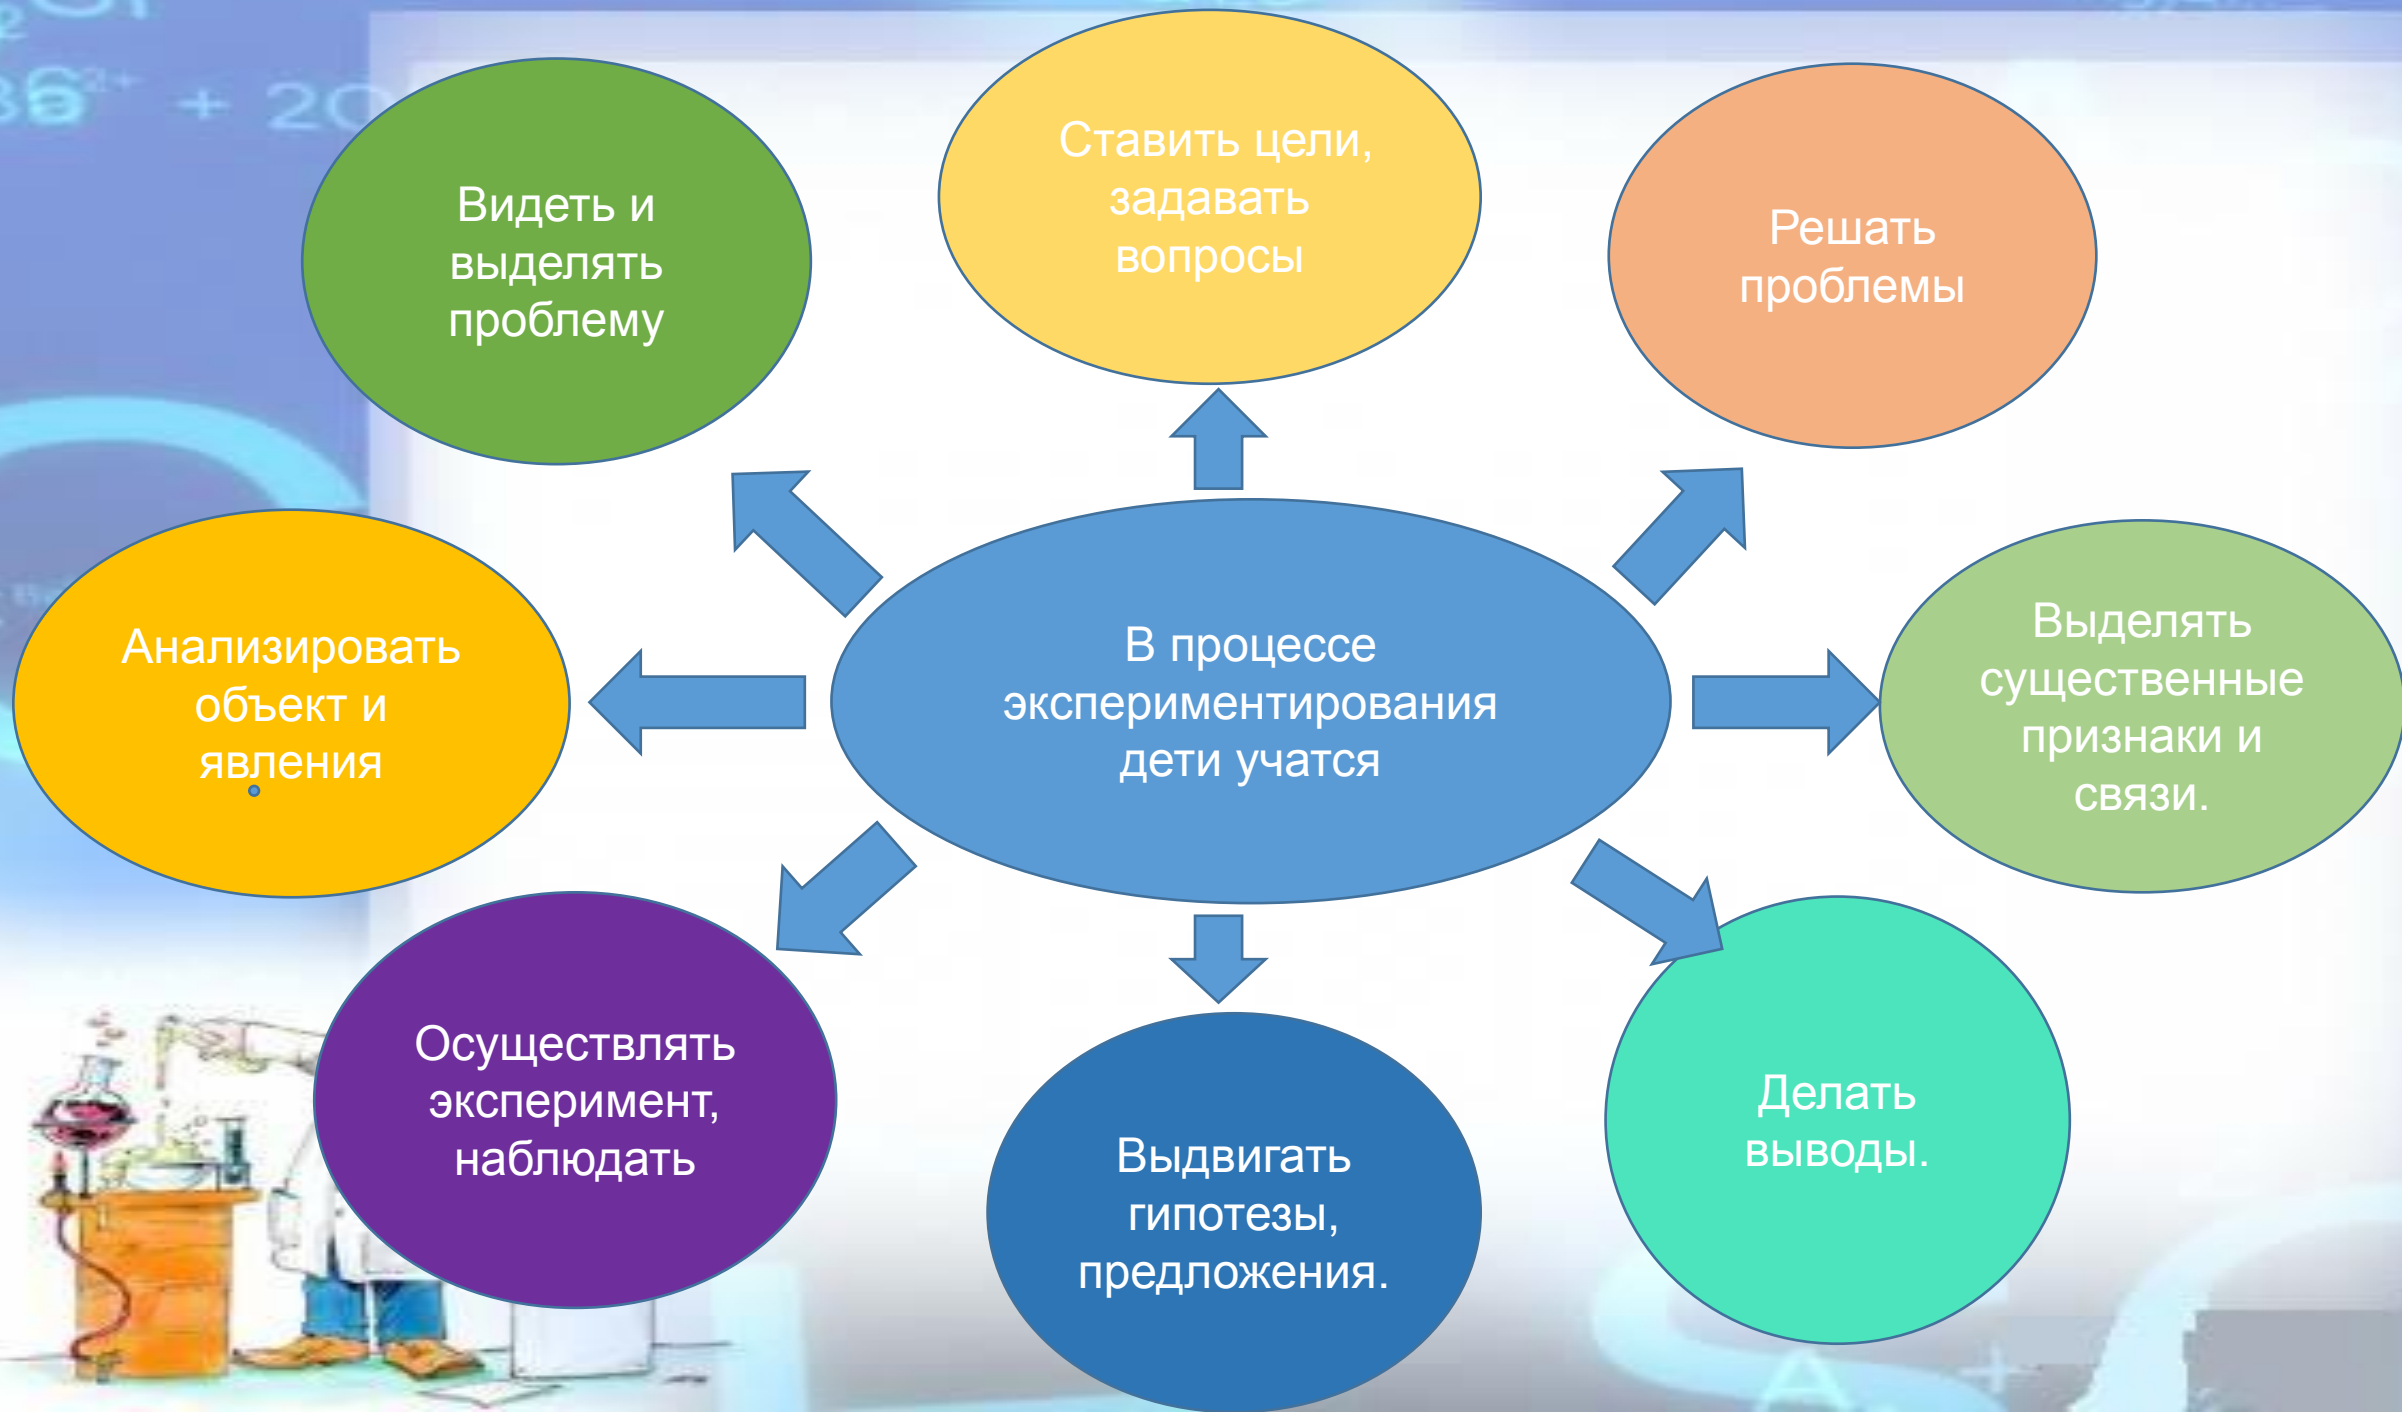 Видеть и
выделять
проблему
Ставить цели,
задавать
вопросы
Решать
проблемы
Анализировать
объект и
явления
В процессе
экспериментирования
дети учатся
Выделять
существенные
признаки и
связи.
Осуществлять
эксперимент,
наблюдать
Выдвигать
гипотезы,
предложения.
Делать
выводы.